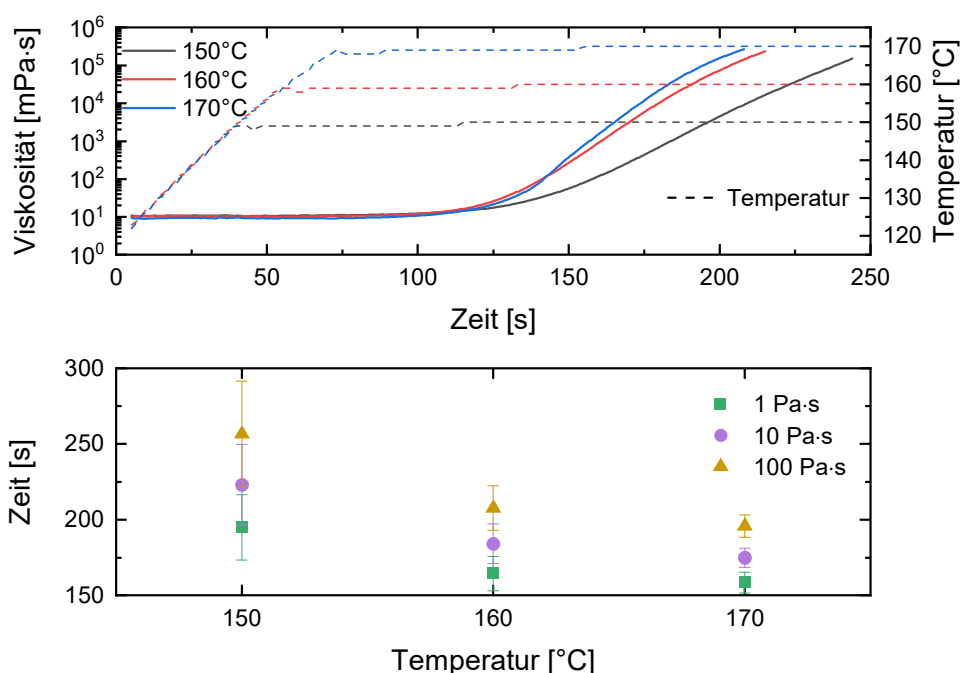 Viskosität [mPa·s]
10⁶
10⁵
10⁴
10³
10²
10¹
10⁰
150°C
160°C
170°C
Temperatur
170
160
150
140
130
120
Temperatur [°C]
0 50 100 150 200 250
Zeit [s]
Zeit [s]
300
250
200
150
1 Pa·s
10 Pa·s
100 Pa·s
150 160 170
Temperatur [°C]